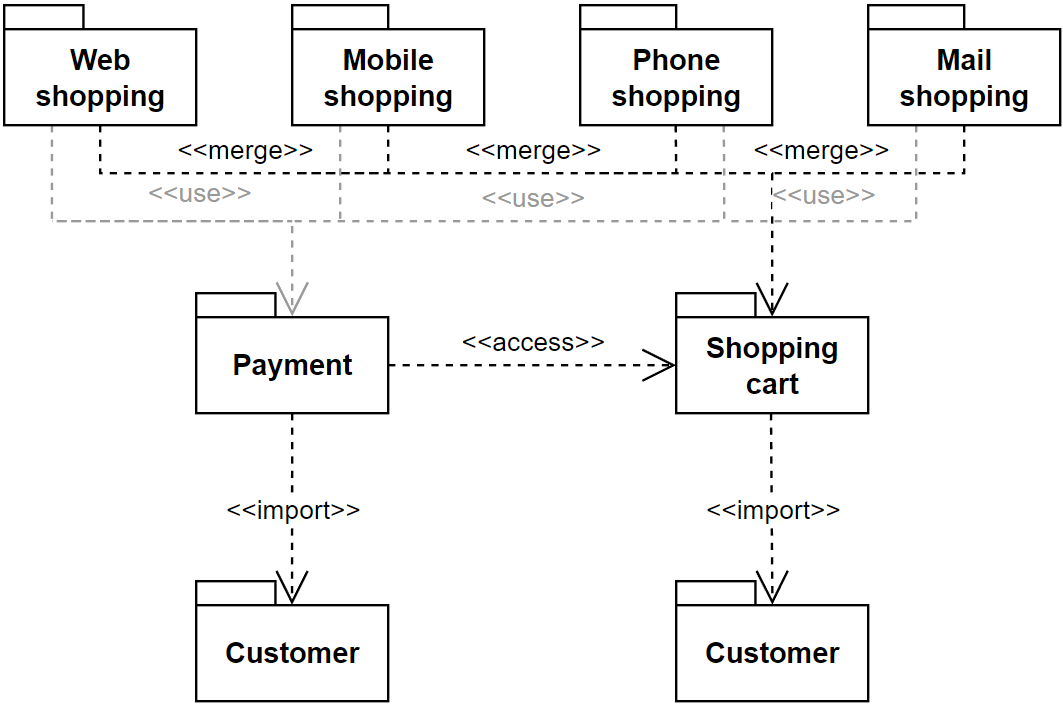 Web
shopping
Mobile
shopping
Phone
shopping
Mail
shopping
<<merge>>
<<merge>>
<<merge>>
<<use>>
<<use>>
<<use>>
Payment
<<access>>
Shopping
cart
<<import>>
<<import>>
Customer
Customer